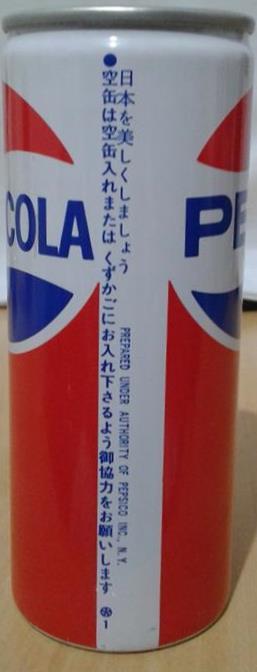 COLA
PE
日本を美しくしましょう
●空缶は空缶入れまたはくずかごにお入れ下さるよう御協力をお願いします
PREPARED UNDER AUTHORITY OF PEPSICO INC., N.Y.
1